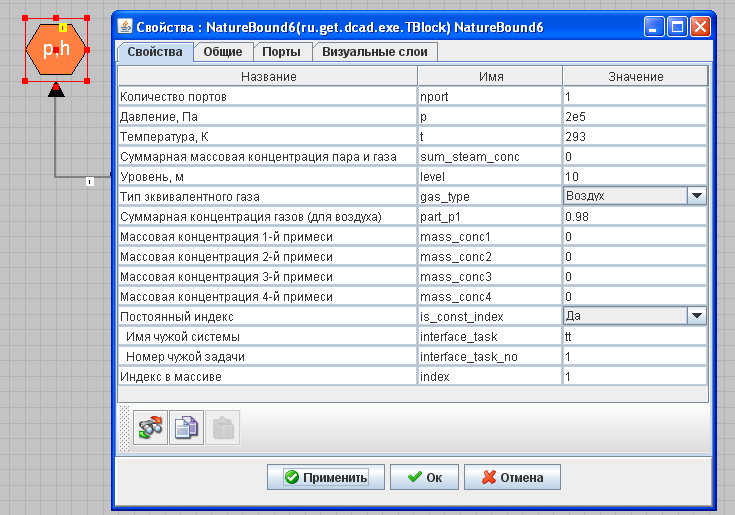 p,h
Свойства : NatureBound6(ru.get.dcad.exe.TBlock) NatureBound6
Свойства Общие Порты Визуальные слои
Название Имя Значение
Количество портов nport 1
Давление, Па p 2e5
Температура, К t 293
Суммарная массовая концентрация пара и газа sum_steam_conc 0
Уровень, м level 10
Тип эквивалентного газа gas_type Воздух
Суммарная концентрация газов (для воздуха) part_p1 0.98
Массовая концентрация 1-й примеси mass_conc1 0
Массовая концентрация 2-й примеси mass_conc2 0
Массовая концентрация 3-й примеси mass_conc3 0
Массовая концентрация 4-й примеси mass_conc4 0
Постоянный индекс is_const_index Да
Имя чужой системы interface_task tt
Номер чужой задачи interface_task_no 1
Индекс в массиве index 1
Применить Ок Отмена